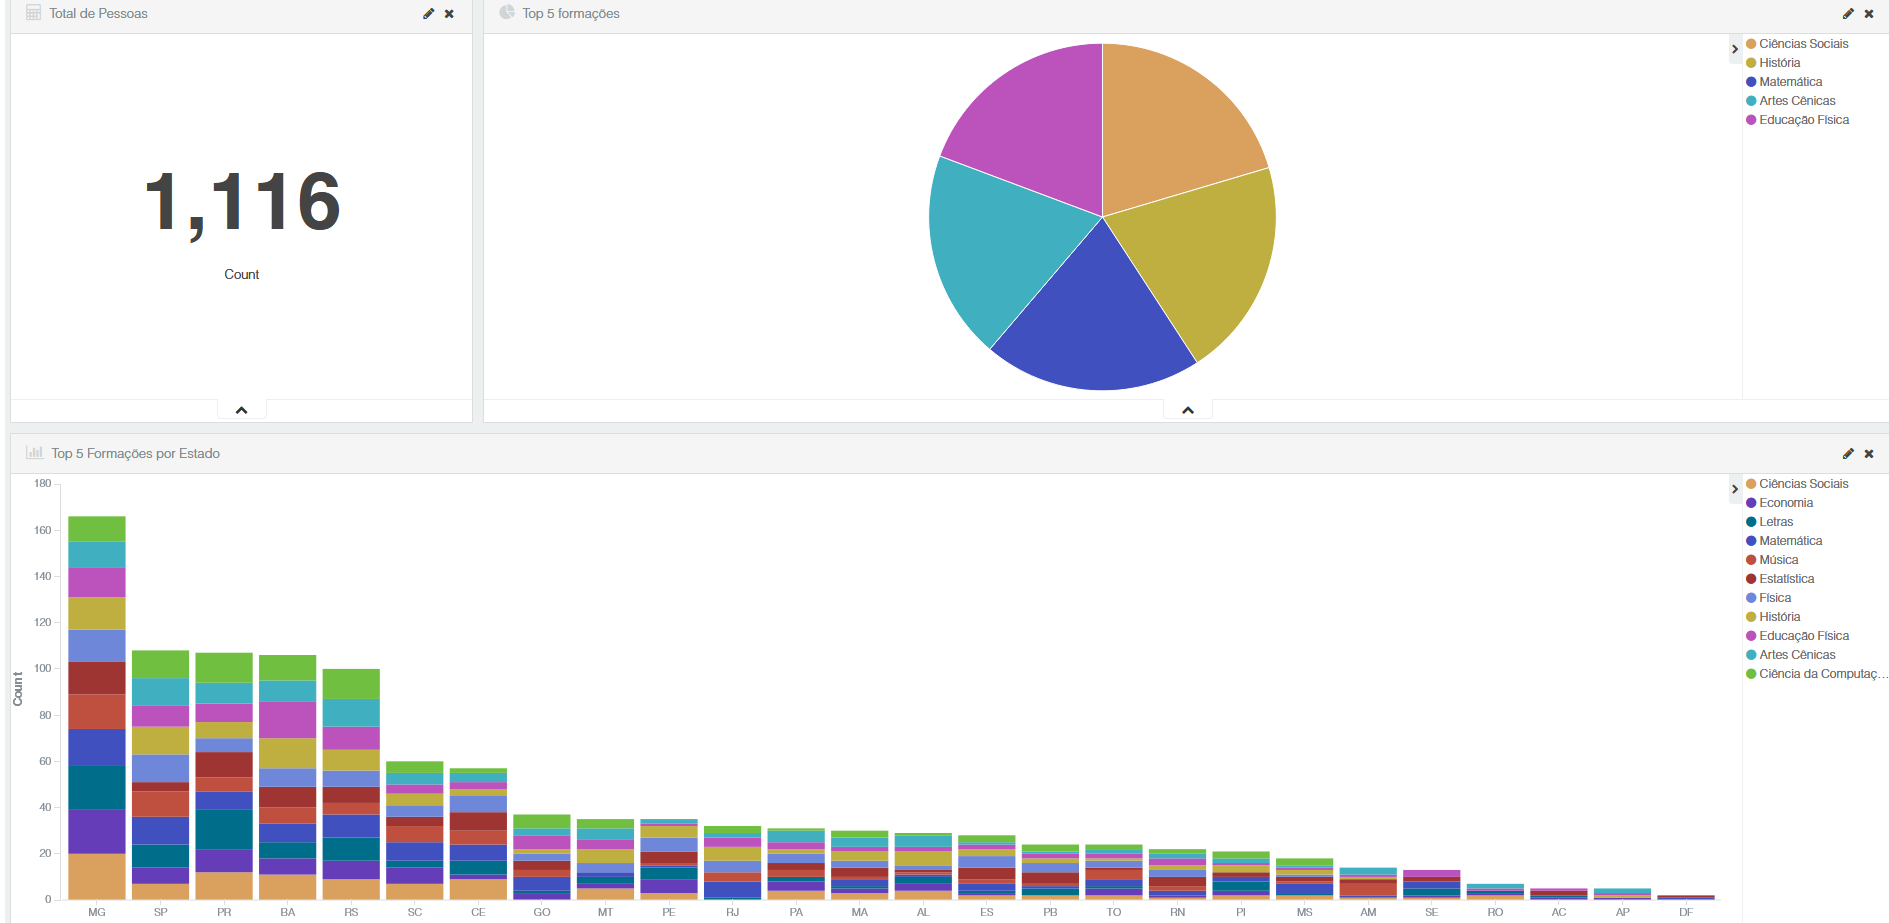 Total de Pessoas
Top 5 formações
1,116
Count
Ciências Sociais
História
Matemática
Artes Cênicas
Educação Física
Top 5 Formações por Estado
180
160
140
120
100
80
60
40
20
0
Count
MG SP PR BA RS SC CE GO MT PE RJ PA MA AL ES PB TO RN PI MS AM SE RO AC AP DF
Ciências Sociais
Economia
Letras
Matemática
Música
Estatística
Física
História
Educação Física
Artes Cênicas
Ciência da Computaç...